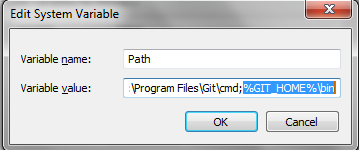 Edit System Variable
Variable name: Path
Variable value: :\Program Files\Git\cmd;%GIT_HOME%\bin
OK Cancel